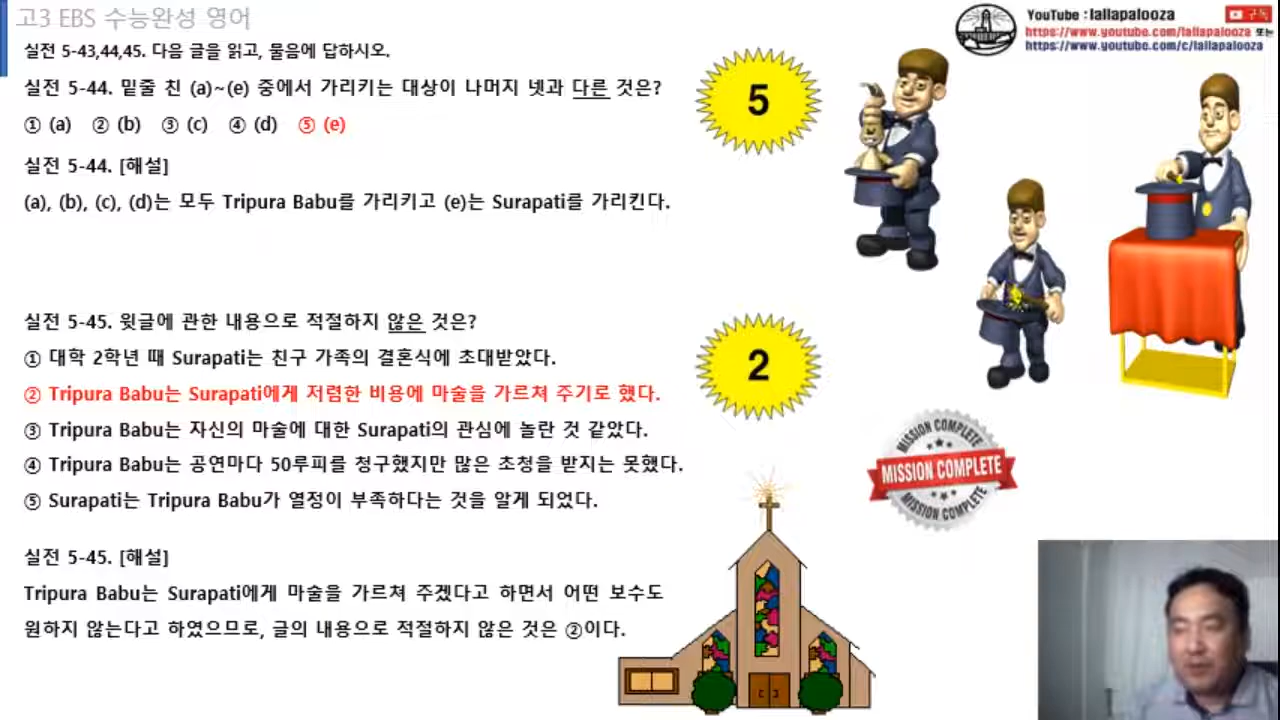 고3 EBS 수능완성 영어
YouTube : lallapalooza
구독
https://www.youtube.com/lallapalooza 또는
https://www.youtube.com/c/lallapalooza
실전 5-43,44,45. 다음 글을 읽고, 물음에 답하시오.
실전 5-44. 밑줄 친 (a)~(e) 중에서 가리키는 대상이 나머지 넷과 다른 것은?
① (a) ② (b) ③ (c) ④ (d) ⑤ (e)
5
실전 5-44. [해설]
(a), (b), (c), (d)는 모두 Tripura Babu를 가리키고 (e)는 Surapati를 가리킨다.
실전 5-45. 윗글에 관한 내용으로 적절하지 않은 것은?
① 대학 2학년 때 Surapati는 친구 가족의 결혼식에 초대받았다.
② Tripura Babu는 Surapati에게 저렴한 비용에 마술을 가르쳐 주기로 했다.
③ Tripura Babu는 자신의 마술에 대한 Surapati의 관심에 놀란 것 같았다.
④ Tripura Babu는 공연마다 50루피를 청구했지만 많은 초청을 받지는 못했다.
⑤ Surapati는 Tripura Babu가 열정이 부족하다는 것을 알게 되었다.
2
MISSION COMPLETE
MISSION COMPLETE
MISSION COMPLETE
실전 5-45. [해설]
Tripura Babu는 Surapati에게 마술을 가르쳐 주겠다고 하면서 어떤 보수도
원하지 않는다고 하였으므로, 글의 내용으로 적절하지 않은 것은 ②이다.